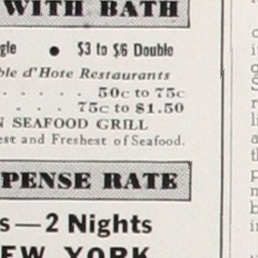 WITH BATH
gle ● $3 to $6 Double
ble d'Hote Restaurants
. . . . . 50c to 75c
. . . . 75c to $1.50
N SEAFOOD GRILL
est and Freshest of Seafood.
PENSE RATE
s—2 Nights
EW YORK